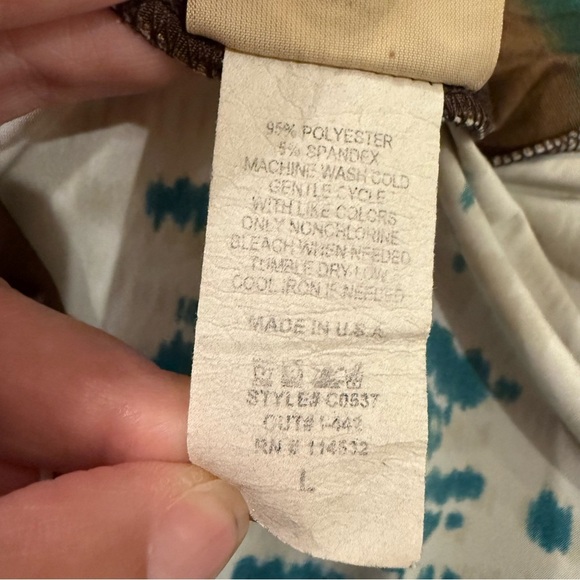 95% POLYESTER
5% SPANDEX
MACHINE WASH COLD
GENTLE CYCLE
WITH LIKE COLORS
ONLY NONCHLORINE
BLEACH WHEN NEEDED
TUMBLE DRY LOW
COOL IRON IF NEEDED
MADE IN U.S.A
STYLE# C0537
CUT#
RN # 114532
L